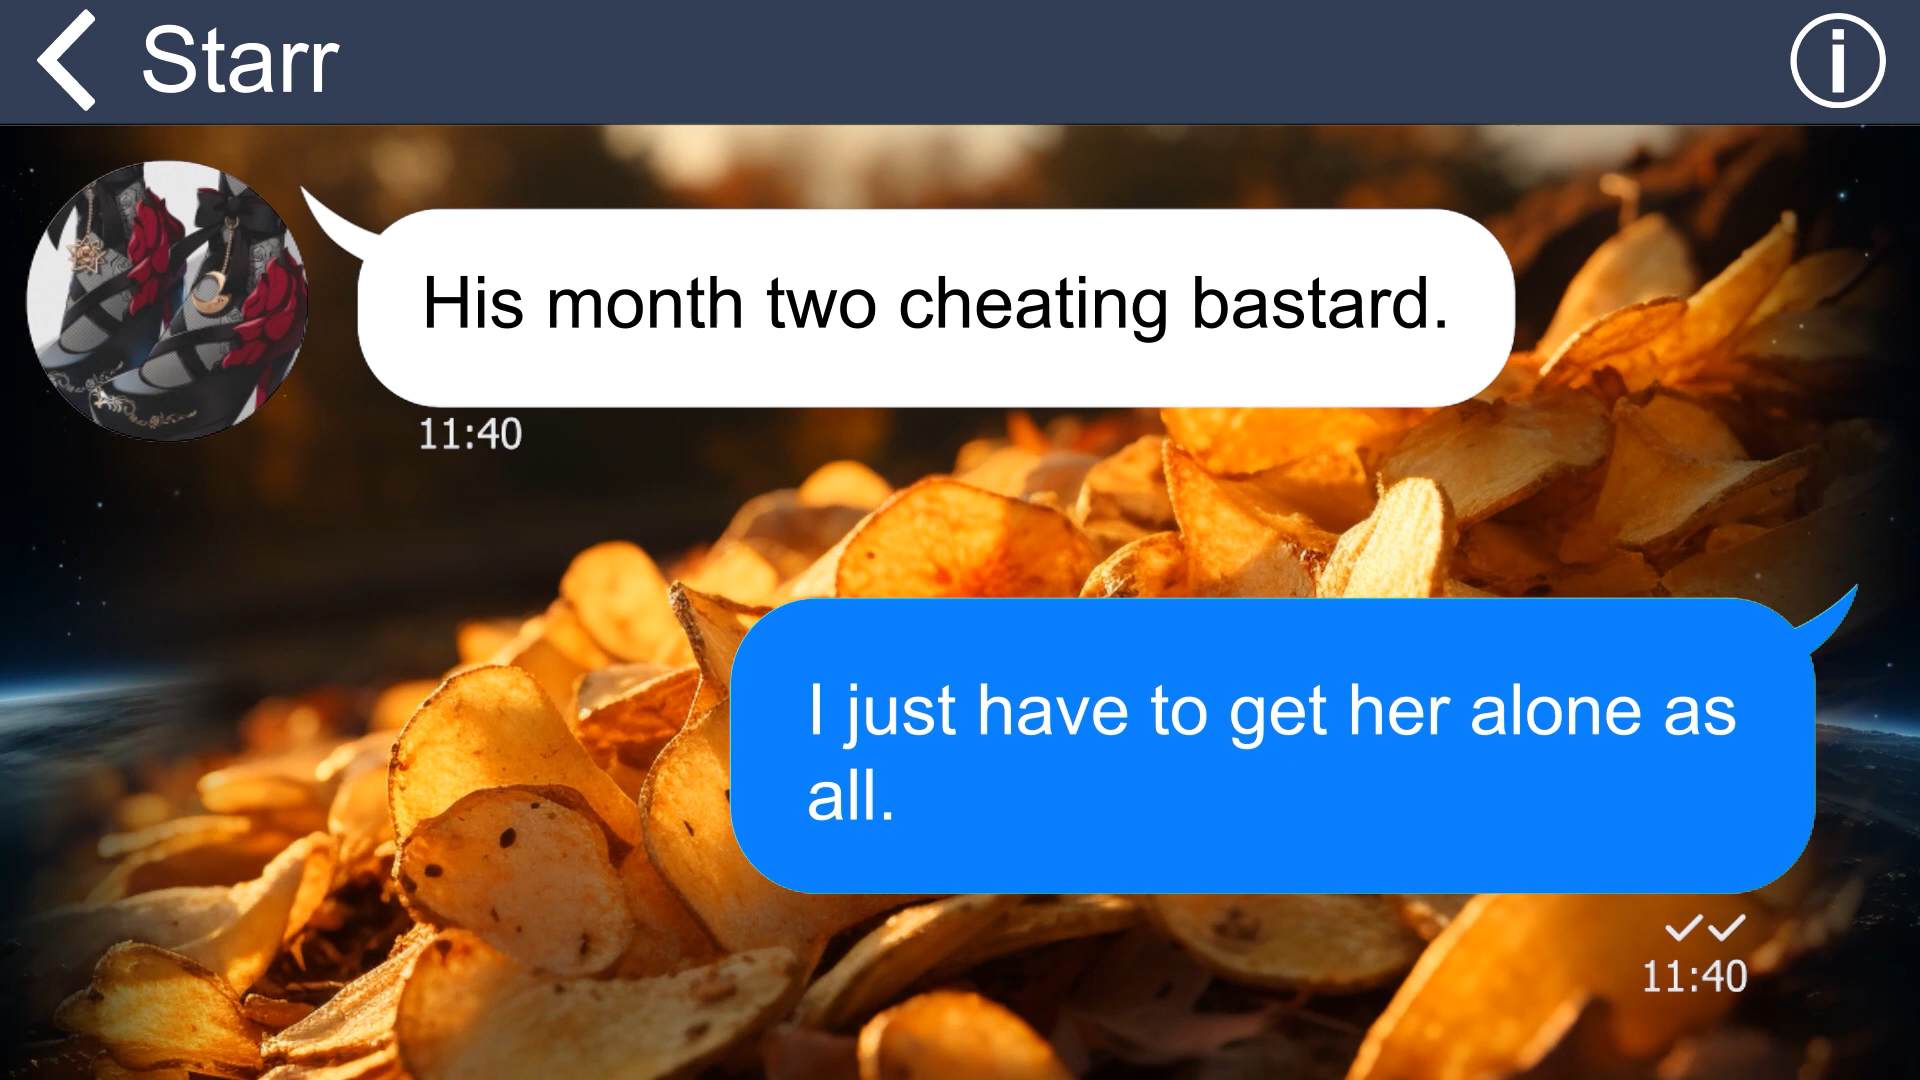 Starr
His month two cheating bastard.
11:40
I just have to get her alone as
all.
11:40